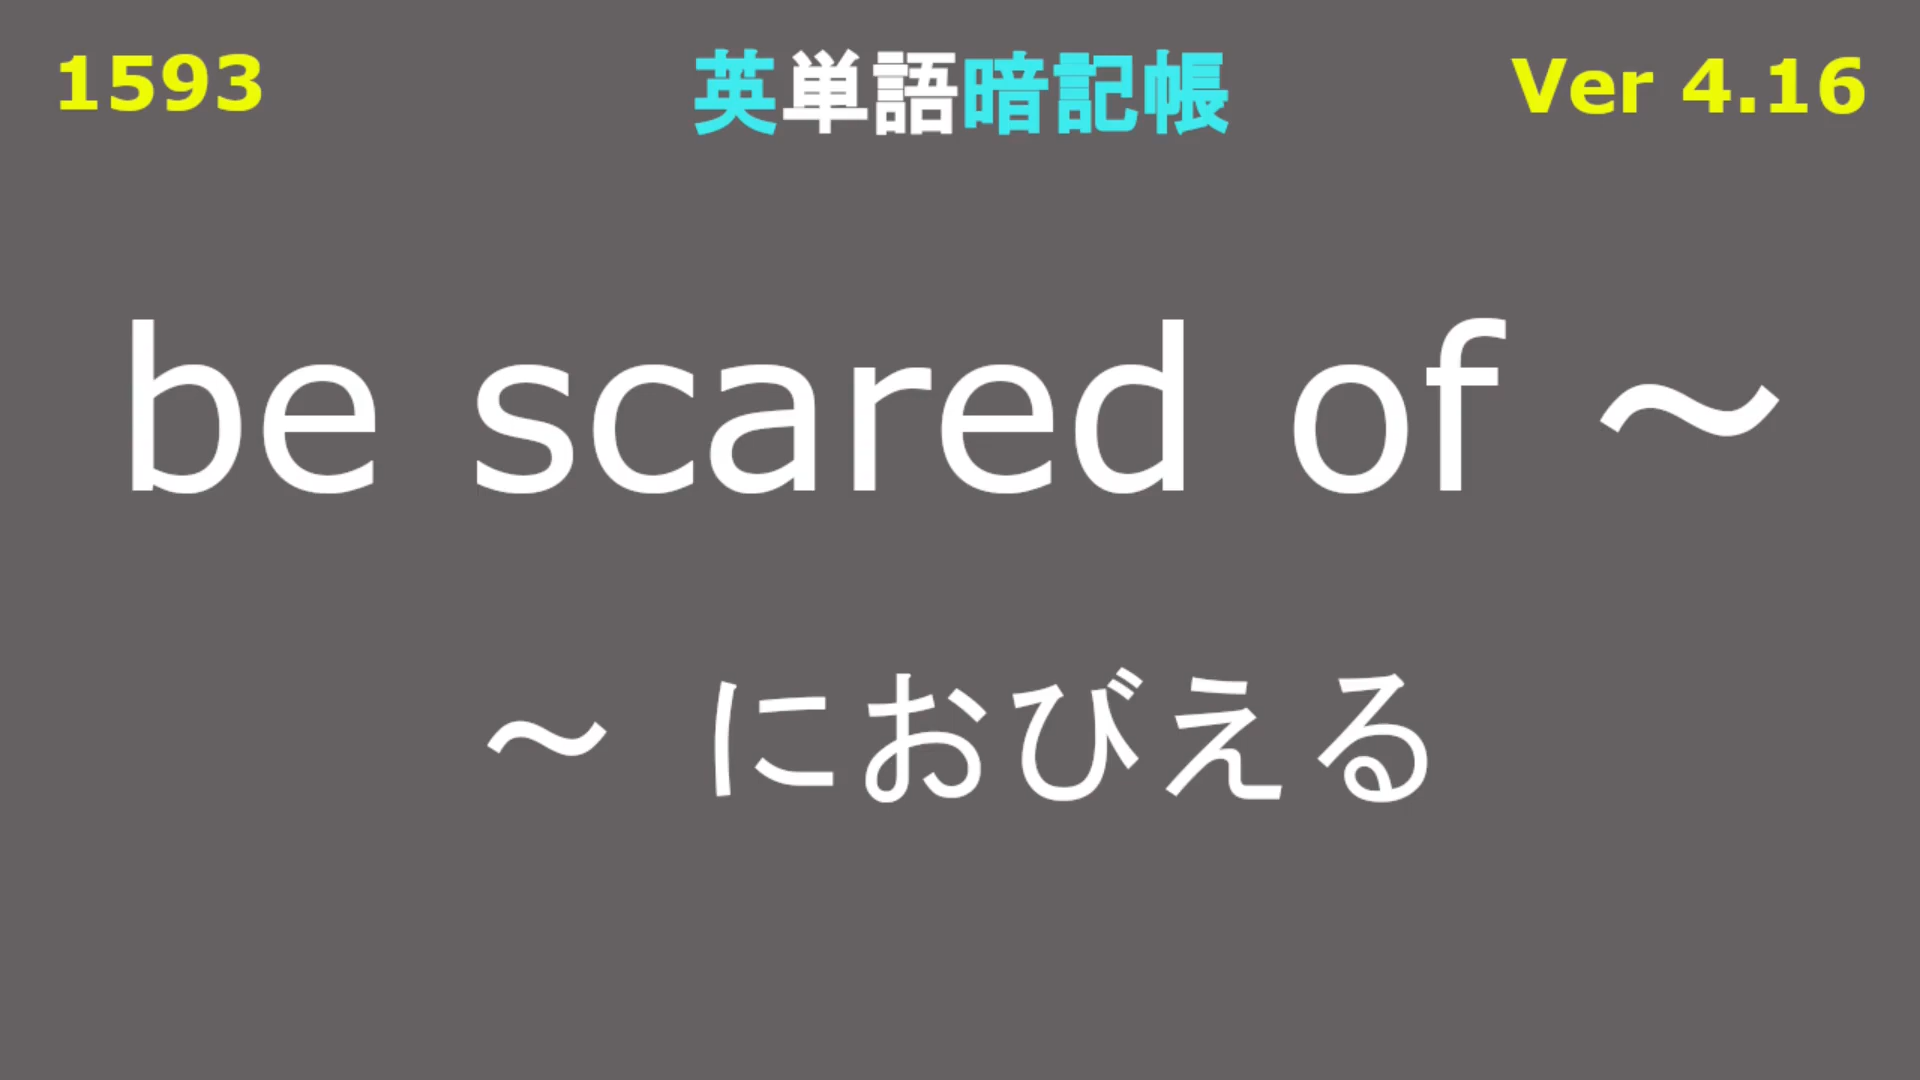 1593 英単語暗記帳 Ver 4.16
be scared of ~
~ におびえる